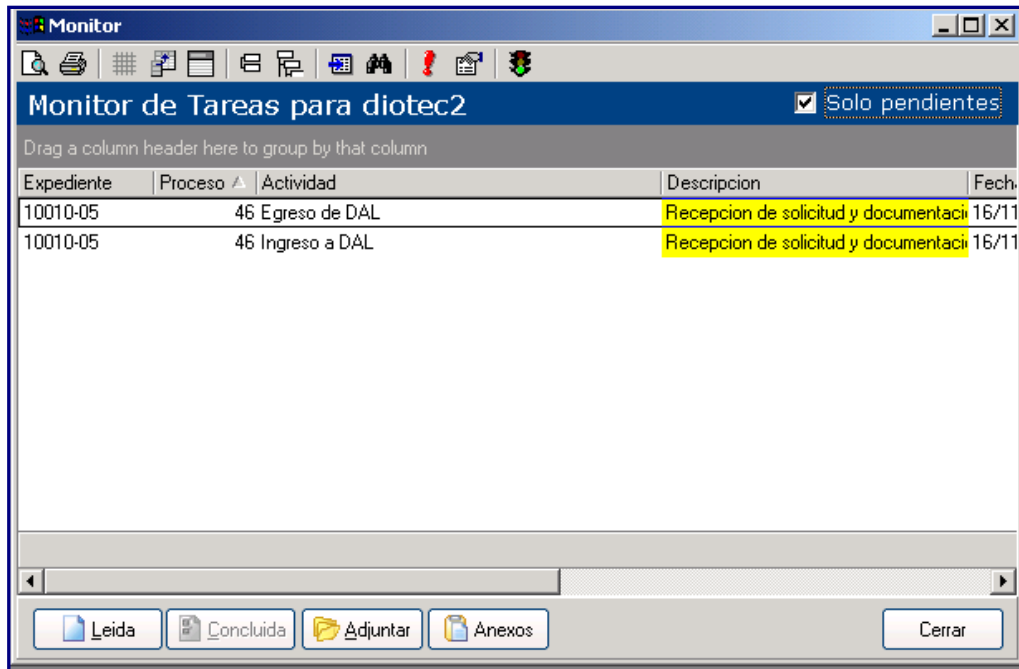 Monitor
Monitor de Tareas para diotec2 Solo pendientes
Drag a column header here to group by that column
Expediente Proceso Actividad Descripcion Fech
10010-05 46 Egreso de DAL Recepcion de solicitud y documentaci 16/11
10010-05 46 Ingreso a DAL Recepcion de solicitud y documentaci 16/11
Leida Concluida Adjuntar Anexos Cerrar